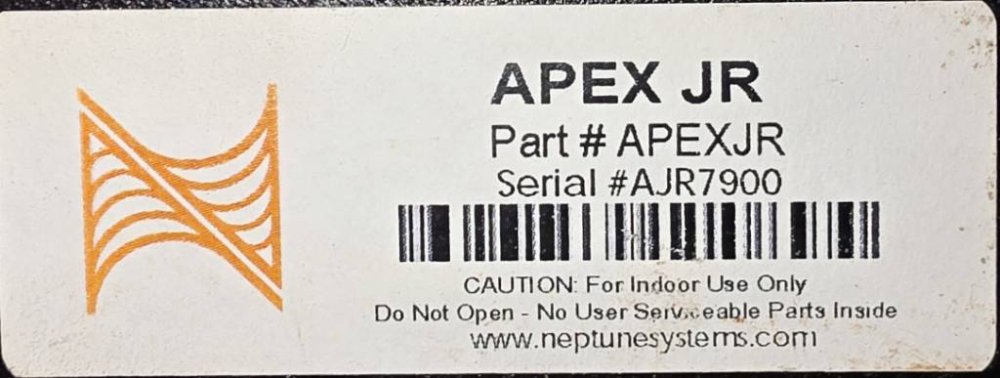 APEX JR
Part # APEXJR
Serial #AJR7900
CAUTION: For Indoor Use Only
Do Not Open - No User Serviceable Parts Inside
www.neptunesystems.com